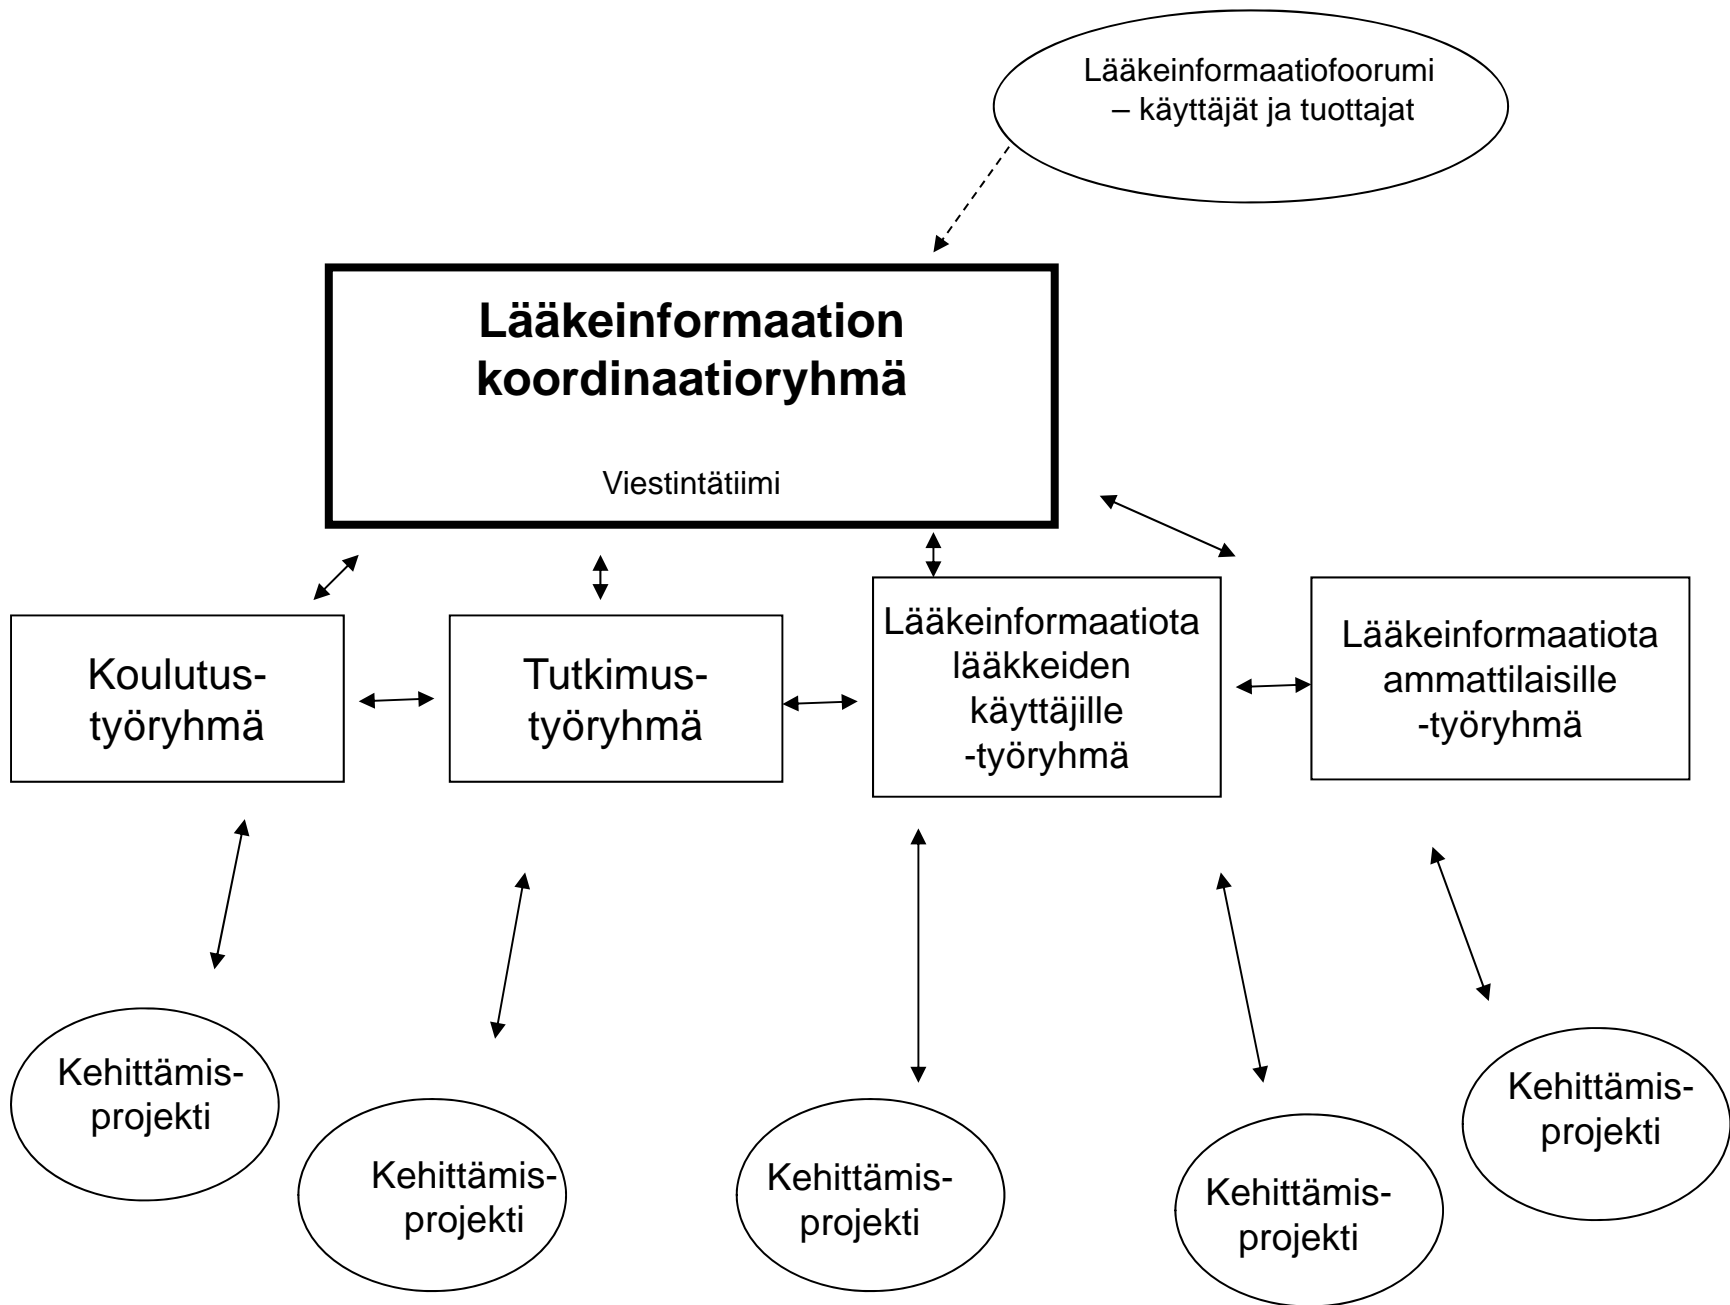 Lääkeinformaatiofoorumi
– käyttäjät ja tuottajat
Lääkeinformaation
koordinaatioryhmä
Viestintätiimi
Koulutus-
työryhmä
Tutkimus-
työryhmä
Lääkeinformaatiota
lääkkeiden
käyttäjille
-työryhmä
Lääkeinformaatiota
ammattilaisille
-työryhmä
Kehittämis-
projekti
Kehittämis-
projekti
Kehittämis-
projekti
Kehittämis-
projekti
Kehittämis-
projekti